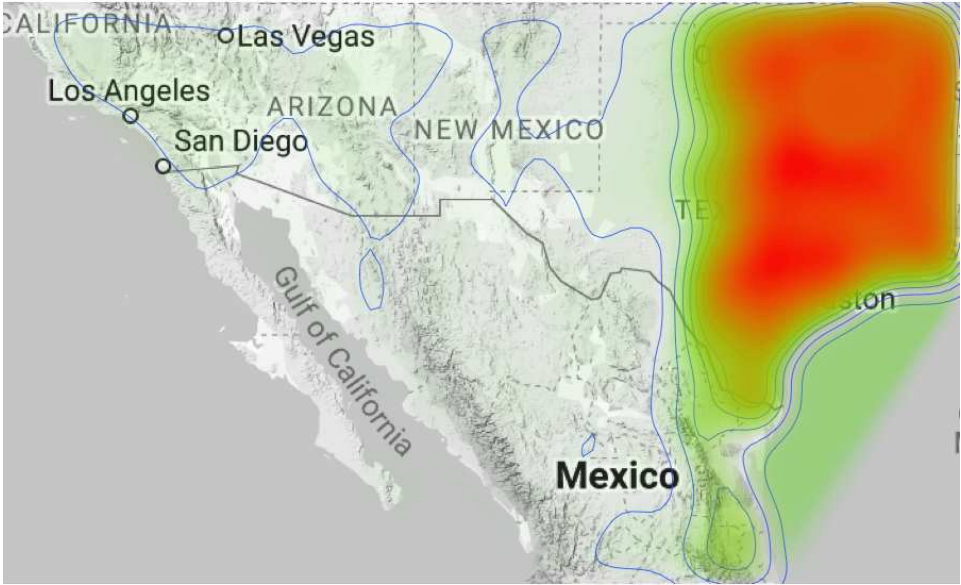 CALIFORNIA
Las Vegas
Los Angeles
ARIZONA
NEW MEXICO
San Diego
Gulf of California
Mexico